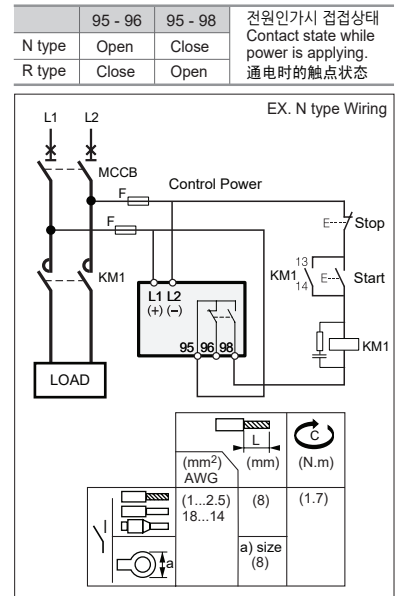 95 - 96 95 - 98 전원인가시 접점상태
Contact state while
power is applying.
通电时的触点状态
N type Open Close
R type Close Open
EX. N type Wiring
L1 L2
MCCB
Control Power
F
F
E Stop
13
KM1
14
E Start
KM1
L1 L2
(+) (−)
95 96 98
KM1
LOAD
L
C
(mm²)
AWG
(mm)
(N.m)
(1...2.5)
18...14
(8)
(1.7)
a
a) size
(8)